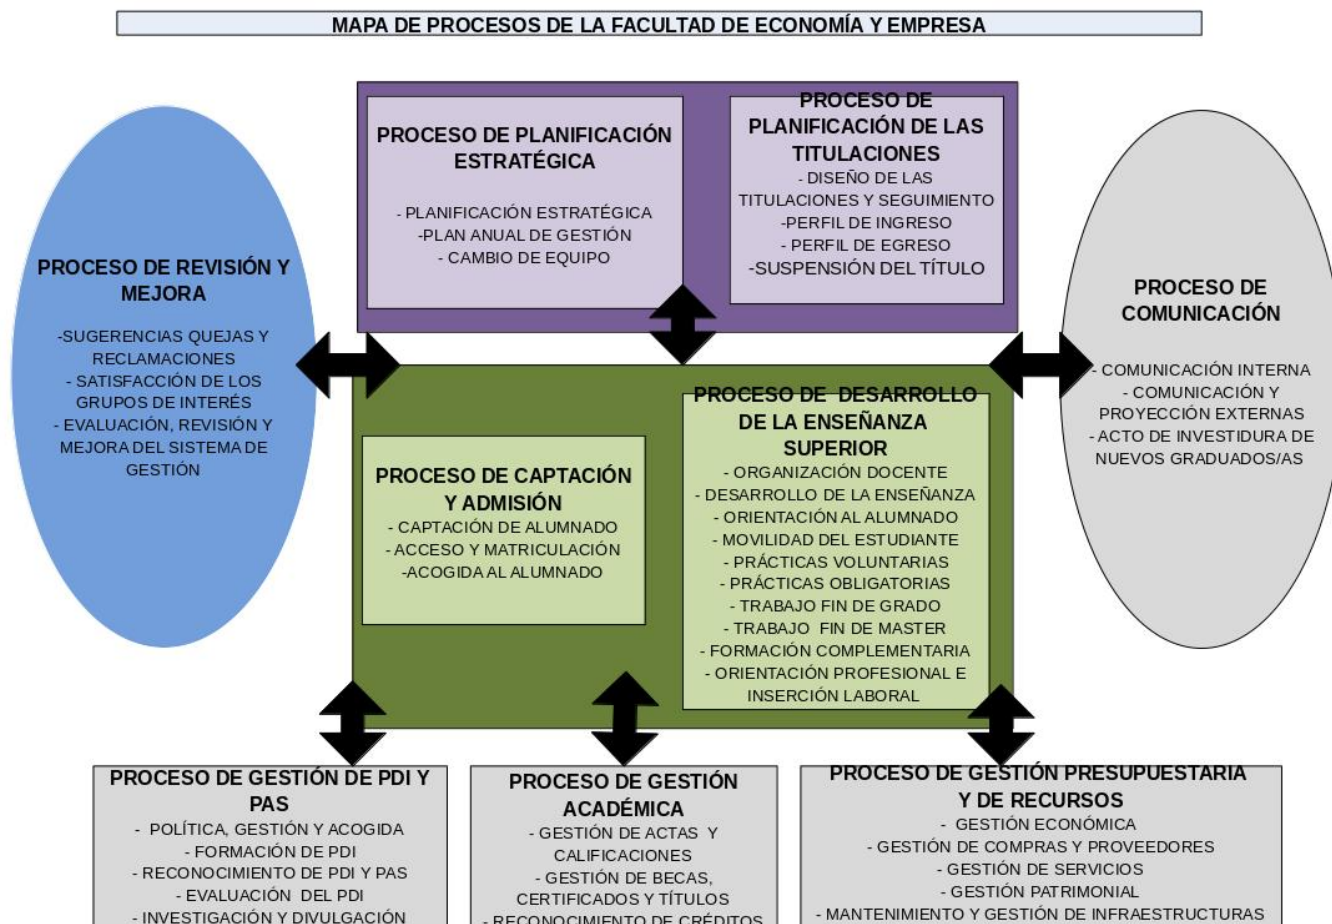 MAPA DE PROCESOS DE LA FACULTAD DE ECONOMÍA Y EMPRESA
PROCESO DE PLANIFICACIÓN
ESTRATÉGICA
- PLANIFICACIÓN ESTRATÉGICA
-PLAN ANUAL DE GESTIÓN
- CAMBIO DE EQUIPO
PROCESO DE
PLANIFICACIÓN DE LAS
TITULACIONES
- DISEÑO DE LAS
TITULACIONES Y SEGUIMIENTO
-PERFIL DE INGRESO
- PERFIL DE EGRESO
-SUSPENSIÓN DEL TÍTULO
PROCESO DE REVISIÓN Y
MEJORA
-SUGERENCIAS QUEJAS Y
RECLAMACIONES
- SATISFACCIÓN DE LOS
GRUPOS DE INTERÉS
- EVALUACIÓN, REVISIÓN Y
MEJORA DEL SISTEMA DE
GESTIÓN
PROCESO DE
COMUNICACIÓN
- COMUNICACIÓN INTERNA
- COMUNICACIÓN Y
PROYECCIÓN EXTERNAS
- ACTO DE INVESTIDURA DE
NUEVOS GRADUADOS/AS
PROCESO DE CAPTACIÓN
Y ADMISIÓN
- CAPTACIÓN DE ALUMNADO
- ACCESO Y MATRICULACIÓN
-ACOGIDA AL ALUMNADO
PROCESO DE  DESARROLLO
DE LA ENSEÑANZA
SUPERIOR
- ORGANIZACIÓN DOCENTE
- DESARROLLO DE LA ENSEÑANZA
- ORIENTACIÓN AL ALUMNADO
- MOVILIDAD DEL ESTUDIANTE
- PRÁCTICAS VOLUNTARIAS
- PRÁCTICAS OBLIGATORIAS
- TRABAJO FIN DE GRADO
- TRABAJO  FIN DE MASTER
- FORMACIÓN COMPLEMENTARIA
- ORIENTACIÓN PROFESIONAL E
INSERCIÓN LABORAL
PROCESO DE GESTIÓN DE PDI Y
PAS
-  POLÍTICA, GESTIÓN Y ACOGIDA
- FORMACIÓN DE PDI
- RECONOCIMIENTO DE PDI Y PAS
- EVALUACIÓN  DEL PDI
- INVESTIGACIÓN Y DIVULGACIÓN
PROCESO DE GESTIÓN
ACADÉMICA
- GESTIÓN DE ACTAS  Y
CALIFICACIONES
- GESTIÓN DE BECAS,
CERTIFICADOS Y TÍTULOS
- RECONOCIMIENTO DE CRÉDITOS
PROCESO DE GESTIÓN PRESUPUESTARIA
Y DE RECURSOS
-  GESTIÓN ECONÓMICA
- GESTIÓN DE COMPRAS Y PROVEEDORES
- GESTIÓN DE SERVICIOS
- GESTIÓN PATRIMONIAL
- MANTENIMIENTO Y GESTIÓN DE INFRAESTRUCTURAS